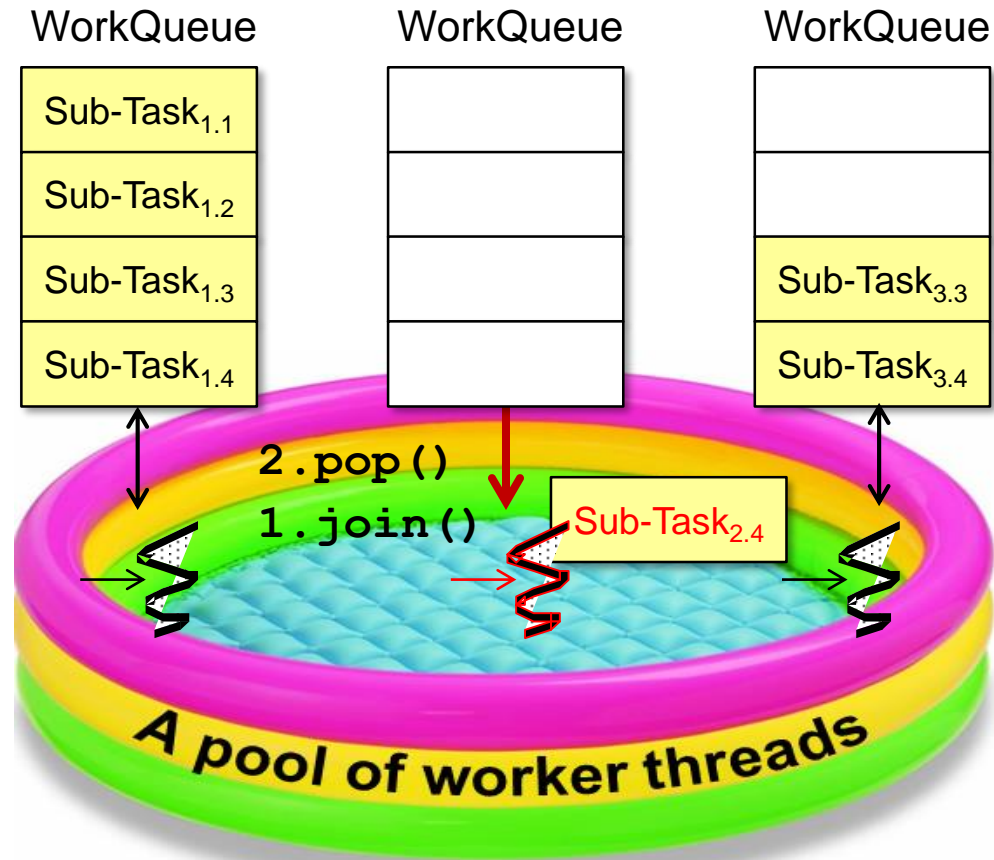 WorkQueue
WorkQueue
WorkQueue
Sub-Task1.1
Sub-Task1.2
Sub-Task1.3
Sub-Task1.4
Sub-Task3.3
Sub-Task3.4
2.pop()
1.join()
Sub-Task2.4
A pool of worker threads